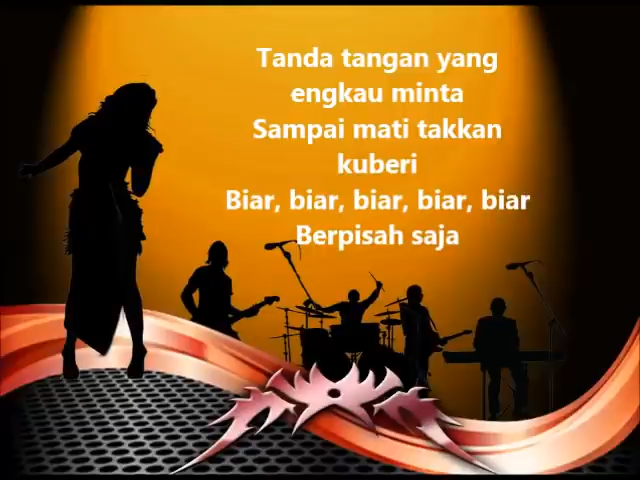 Tanda tangan yang
engkau minta
Sampai mati takkan
kuberi
Biar, biar, biar, biar, biar
Berpisah saja